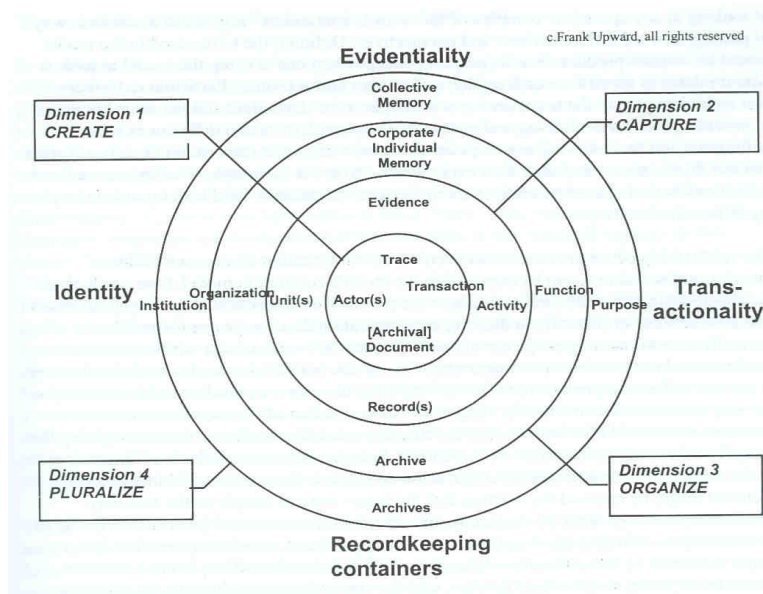 c.Frank Upward, all rights reserved
Evidentiality
Collective
Memory
Dimension 1
CREATE
Dimension 2
CAPTURE
Corporate /
Individual
Memory
Evidence
Trace
Identity
Institution
Organization
Unit(s)
Actor(s)
Transaction
Activity
Function
Purpose
Trans-
actionality
[Archival]
Document
Record(s)
Archive
Archives
Dimension 4
PLURALIZE
Dimension 3
ORGANIZE
Recordkeeping
containers